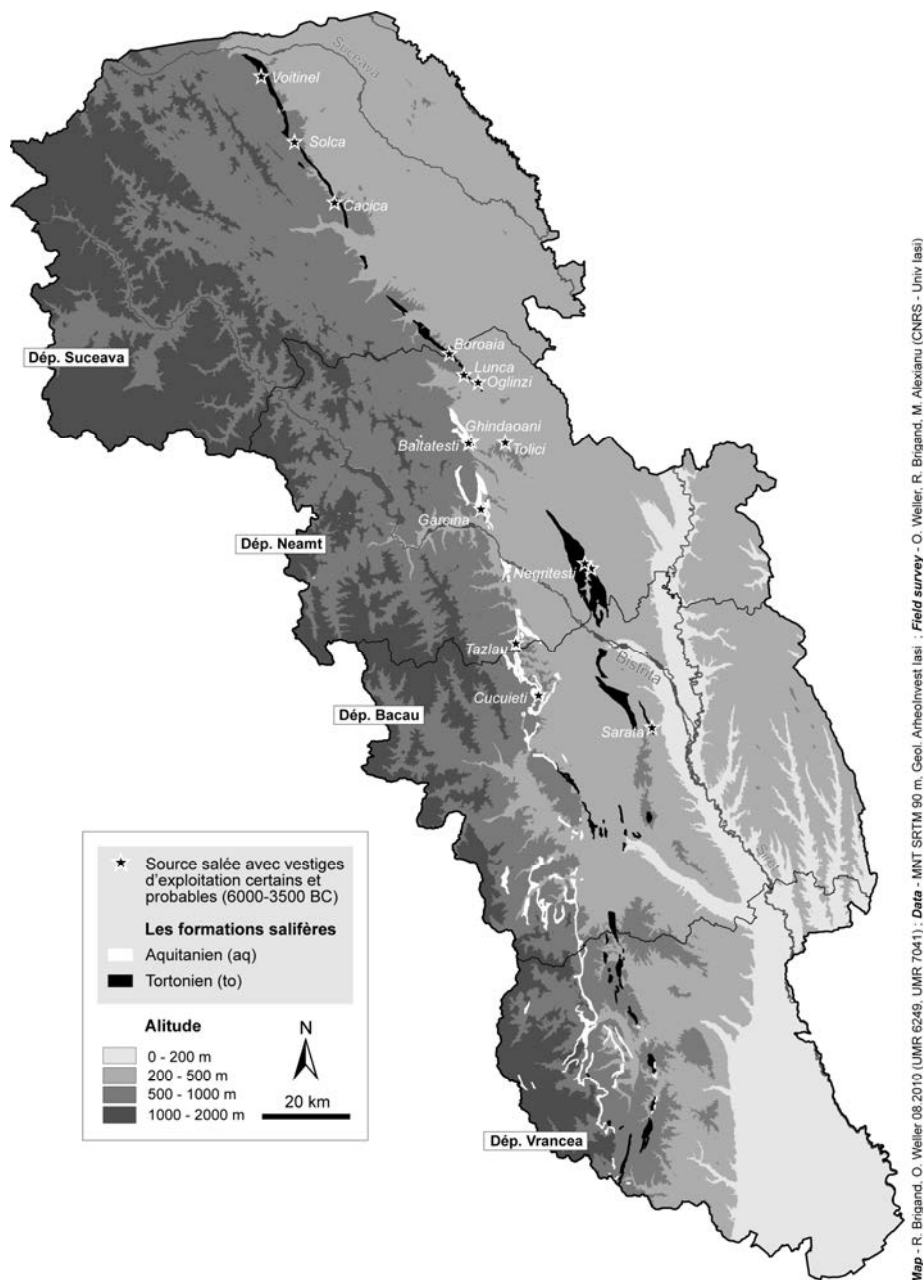 Suceava
Voitinel
Solca
Cacica
Dép. Suceava
Boroaia
Lunca
Oglinzi
Ghindaoani
Baltatesti
Tolici
Garcina
Dép. Neamt
Negritesti
Tazlau
Bistrita
Dép. Bacau
Cucuieti
Sarata
Siret
Source salée avec vestiges
d'exploitation certains et
probables (6000-3500 BC)
Les formations salifères
Aquitanien (aq)
Tortonien (to)
Alitude
0 - 200 m
200 - 500 m
500 - 1000 m
1000 - 2000 m
N
20 km
Dép. Vrancea
Map - R. Brigand, O. Weller 08.2010 (UMR 6249, UMR 7041) ; Data - MNT SRTM 90 m, Geol. ArheoInvest Iasi ; Field survey - O. Weller, R. Brigand, M. Alexianu (CNRS - Univ Iasi)